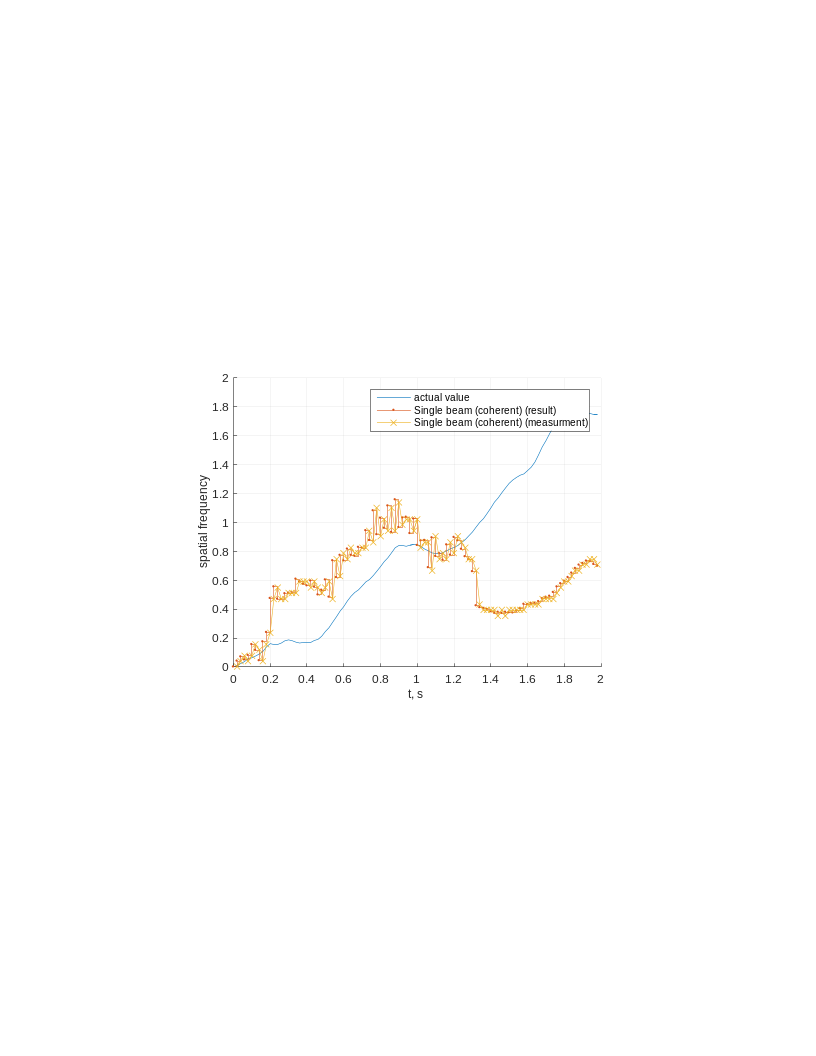 2
1.8
1.6
1.4
1.2
1
0.8
0.6
0.4
0.2
0
spatial frequency
actual value
Single beam (coherent) (result)
Single beam (coherent) (measurment)
0 0.2 0.4 0.6 0.8 1 1.2 1.4 1.6 1.8 2
t, s